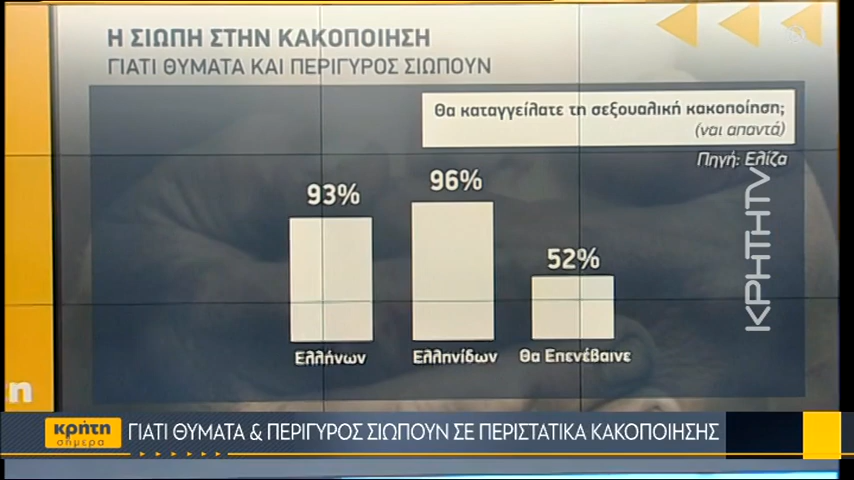 Η ΣΙΩΠΗ ΣΤΗΝ ΚΑΚΟΠΟΙΗΣΗ
ΓΙΑΤΙ ΘΥΜΑΤΑ ΚΑΙ ΠΕΡΙΓΥΡΟΣ ΣΙΩΠΟΥΝ
Θα καταγγείλατε τη σεξουαλική κακοποίηση;
(ναι απαντά)
Πηγή: Ελίζα
93%
96%
52%
Ελλήνων
Ελληνίδων
Θα Επενέβαινε
ΚΡΗΤΗTV
η
κρήτη
σήμερα
ΓΙΑΤΙ ΘΥΜΑΤΑ & ΠΕΡΙΓΥΡΟΣ ΣΙΩΠΟΥΝ ΣΕ ΠΕΡΙΣΤΑΤΙΚΑ ΚΑΚΟΠΟΙΗΣΗΣ